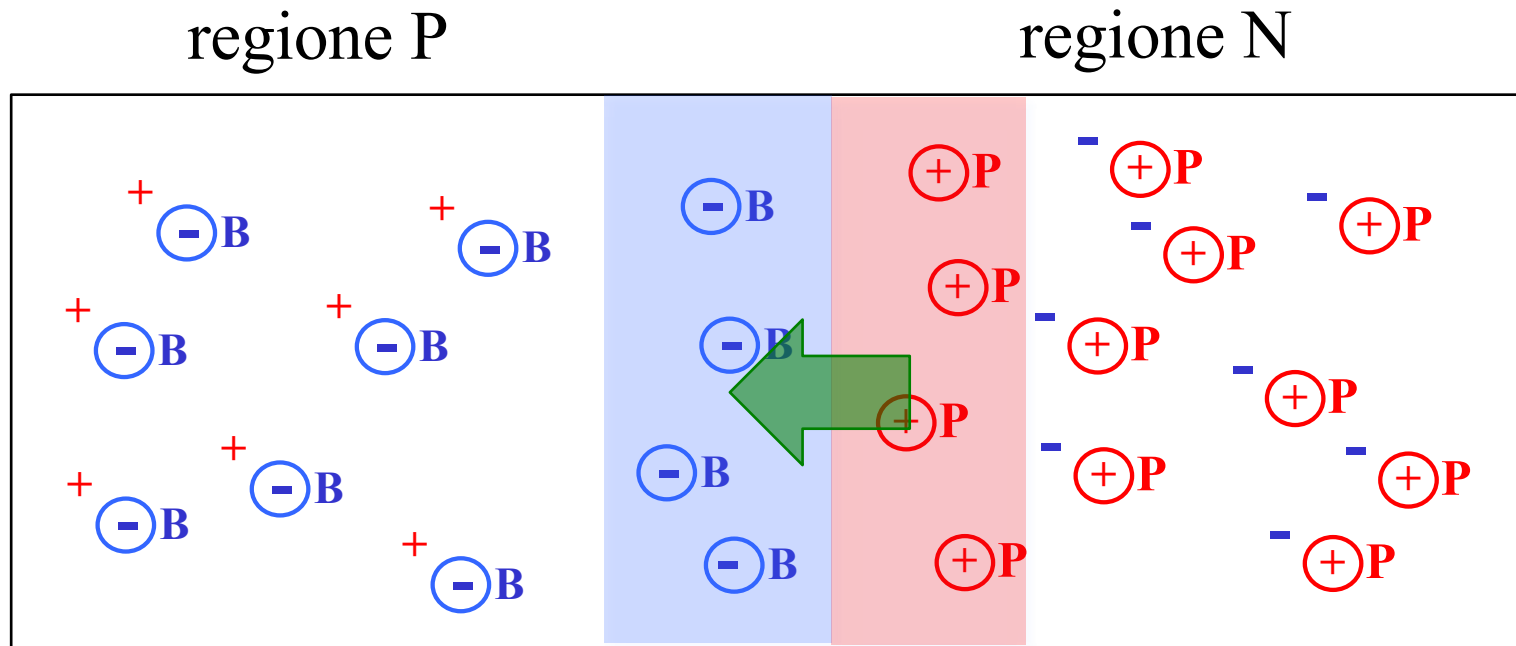 regione P regione N
+ - B
+ - B
- B
+ P
- + P
- + P
- + P
+ - B
+ - B
- B
+ P
- + P
- + P
+ - B
+ - B
- B
+ P
- + P
- + P
+ - B
- B
+ P
- + P